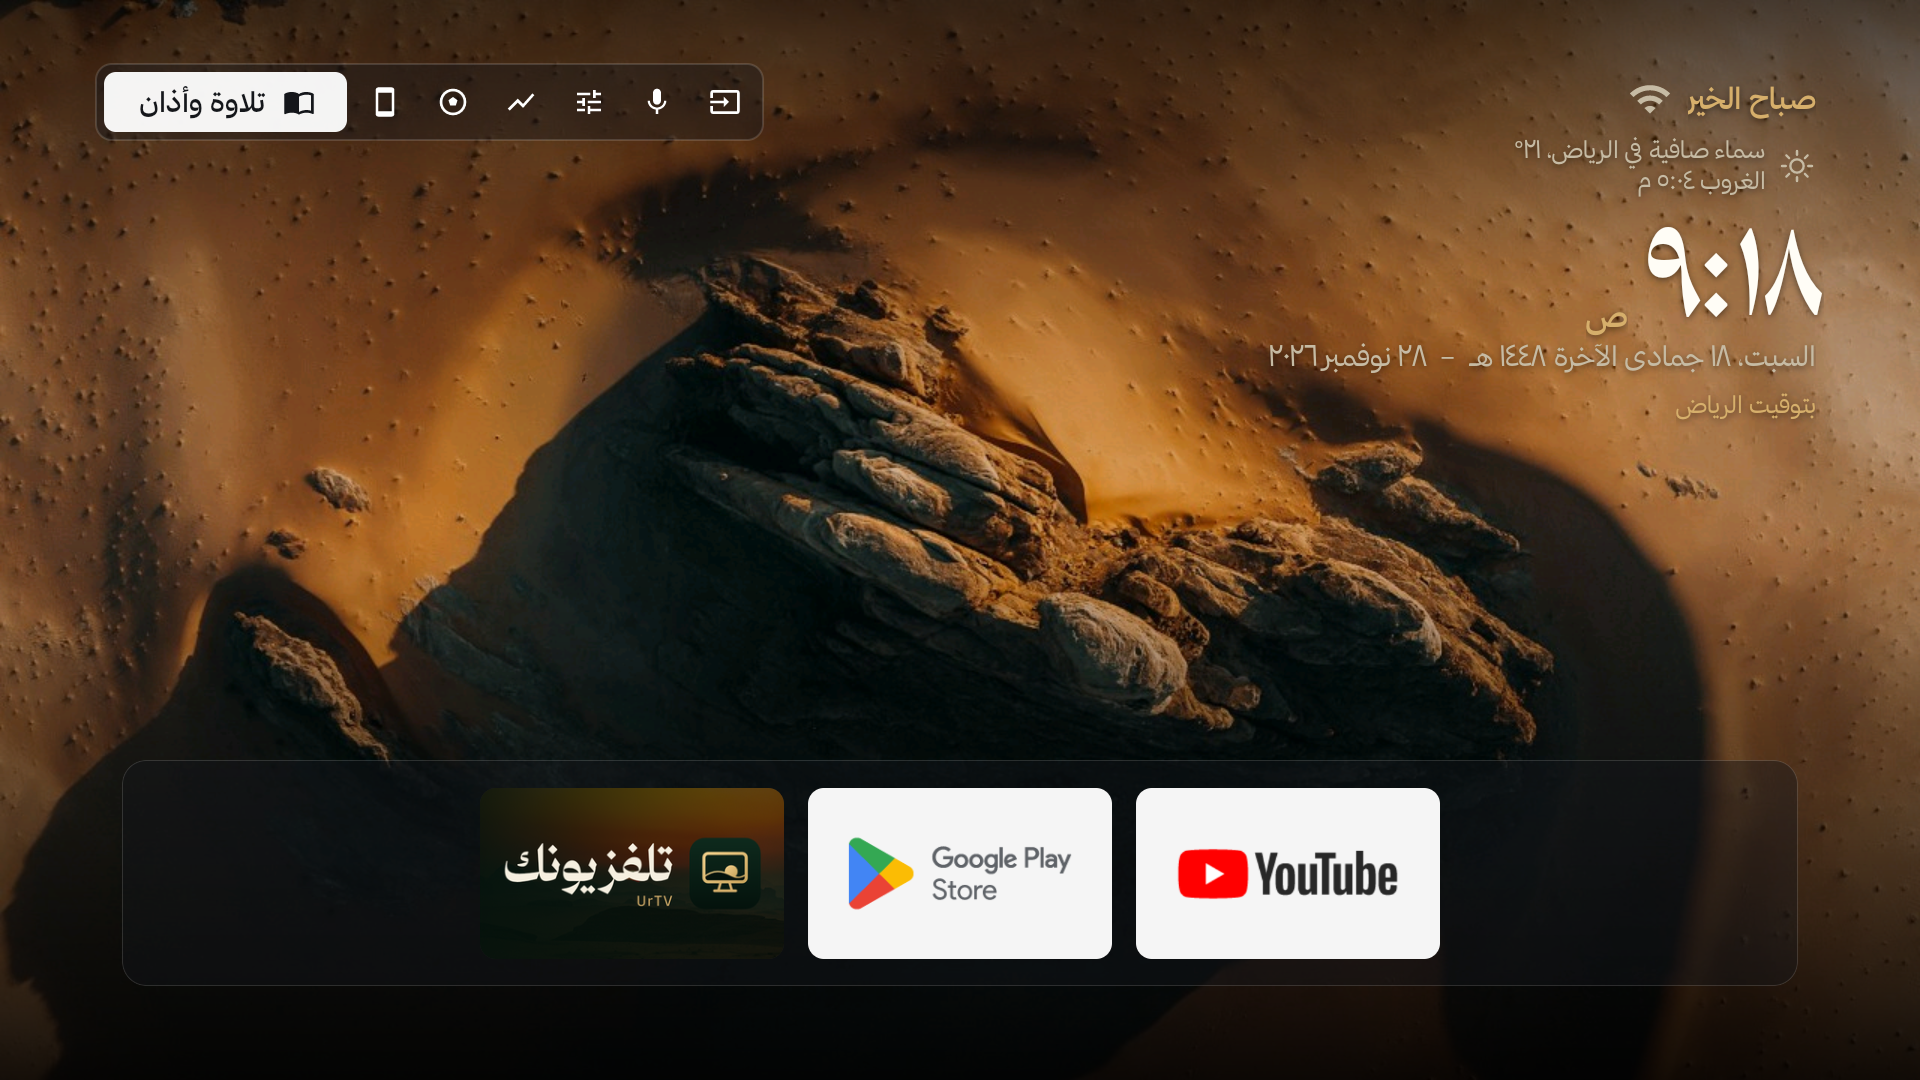 صباح الخير
سماء صافية في الرياض، ٢١°
الغروب ٥:٠٤ م
٩:١٨ ص
السبت، ١٨ جمادى الآخرة ١٤٤٨ هـ – ٢٨ نوفمبر ٢٠٢٦
بتوقيت الرياض
تلاوة وأذان
YouTube
Google Play
Store
تلفزيونك
UrTV